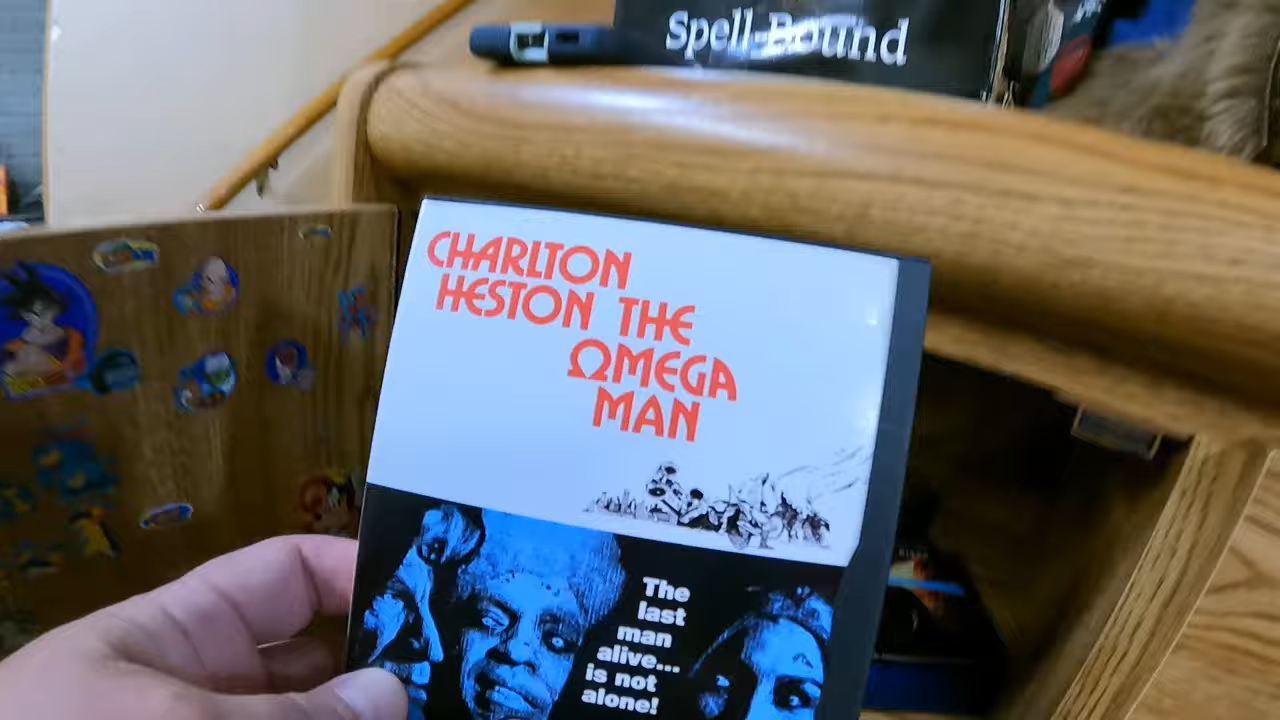 Spell-Bound
CHARLTON
HESTON THE
ΩMEGA
MAN
The
last
man
alive...
is not
alone!